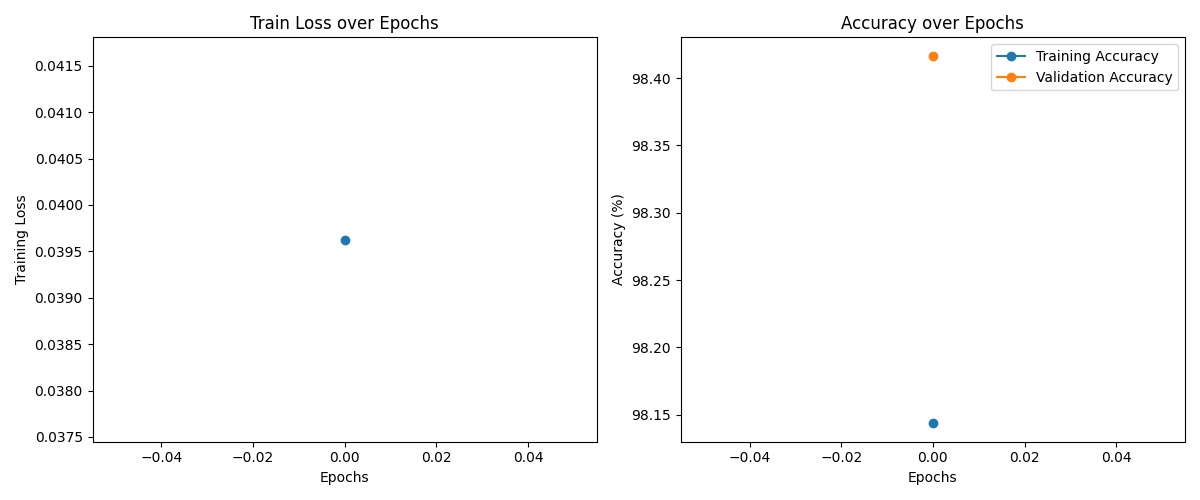 Train Loss over Epochs
0.0415
0.0410
0.0405
0.0400
0.0395
0.0390
0.0385
0.0380
0.0375
Training Loss
−0.04 −0.02 0.00 0.02 0.04
Epochs
Accuracy over Epochs
Training Accuracy
Validation Accuracy
98.40
98.35
98.30
98.25
98.20
98.15
Accuracy (%)
−0.04 −0.02 0.00 0.02 0.04
Epochs